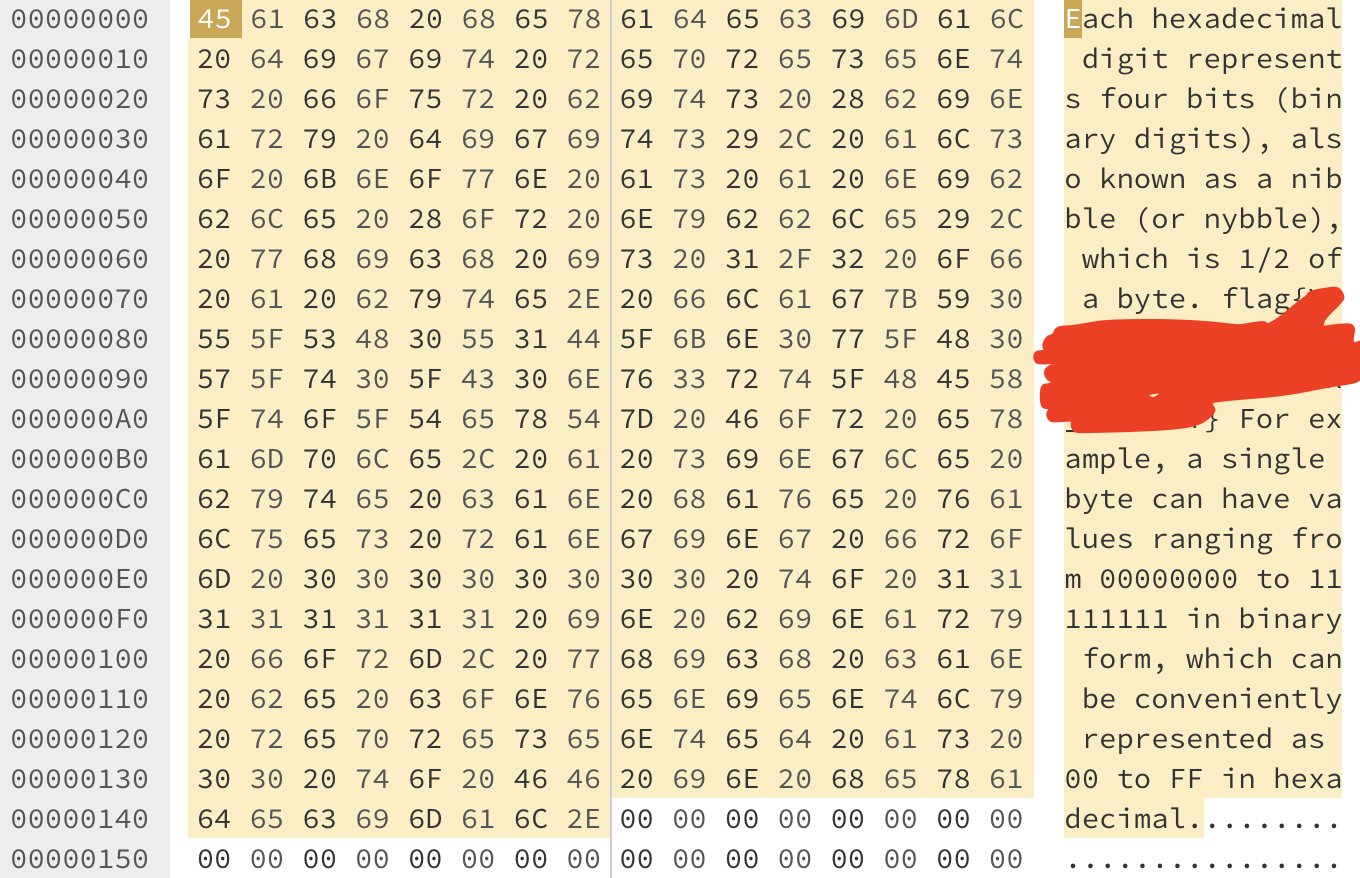 00000000 45 61 63 68 20 68 65 78 61 64 65 63 69 6D 61 6C Each hexadecimal
00000010 20 64 69 67 69 74 20 72 65 70 72 65 73 65 6E 74 digit represent
00000020 73 20 66 6F 75 72 20 62 69 74 73 20 28 62 69 6E s four bits (bin
00000030 61 72 79 20 64 69 67 69 74 73 29 2C 20 61 6C 73 ary digits), als
00000040 6F 20 6B 6E 6F 77 6E 20 61 73 20 61 20 6E 69 62 o known as a nib
00000050 62 6C 65 20 28 6F 72 20 6E 79 62 62 6C 65 29 2C ble (or nybble),
00000060 20 77 68 69 63 68 20 69 73 20 31 2F 32 20 6F 66 which is 1/2 of
00000070 20 61 20 62 79 74 65 2E 20 66 6C 61 67 7B 59 30 a byte. flag{
00000080 55 5F 53 48 30 55 31 44 5F 6B 6E 30 77 5F 48 30
00000090 57 5F 74 30 5F 43 30 6E 76 33 72 74 5F 48 45 58
000000A0 5F 74 6F 5F 54 65 78 54 7D 20 46 6F 72 20 65 78 } For ex
000000B0 61 6D 70 6C 65 2C 20 61 20 73 69 6E 67 6C 65 20 ample, a single
000000C0 62 79 74 65 20 63 61 6E 20 68 61 76 65 20 76 61 byte can have va
000000D0 6C 75 65 73 20 72 61 6E 67 69 6E 67 20 66 72 6F lues ranging fro
000000E0 6D 20 30 30 30 30 30 30 30 30 20 74 6F 20 31 31 m 00000000 to 11
000000F0 31 31 31 31 31 31 20 69 6E 20 62 69 6E 61 72 79 111111 in binary
00000100 20 66 6F 72 6D 2C 20 77 68 69 63 68 20 63 61 6E form, which can
00000110 20 62 65 20 63 6F 6E 76 65 6E 69 65 6E 74 6C 79 be conveniently
00000120 20 72 65 70 72 65 73 65 6E 74 65 64 20 61 73 20 represented as
00000130 30 30 20 74 6F 20 46 46 20 69 6E 20 68 65 78 61 00 to FF in hexa
00000140 64 65 63 69 6D 61 6C 2E 00 00 00 00 00 00 00 00 decimal.........
00000150 00 00 00 00 00 00 00 00 00 00 00 00 00 00 00 00 ................